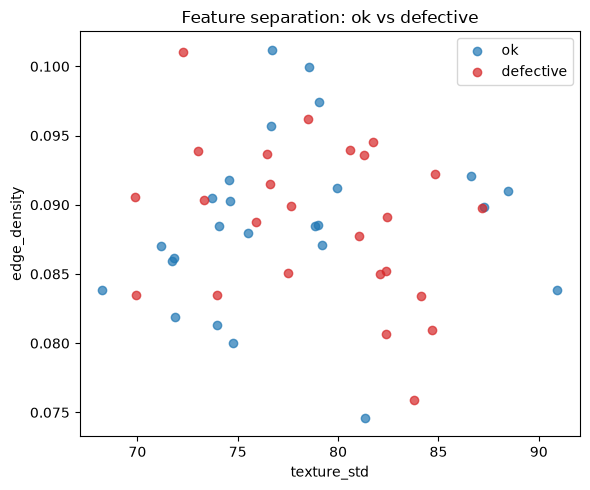 Feature separation: ok vs defective
ok
defective
0.100
0.095
0.090
0.085
0.080
0.075
edge_density
70 75 80 85 90
texture_std